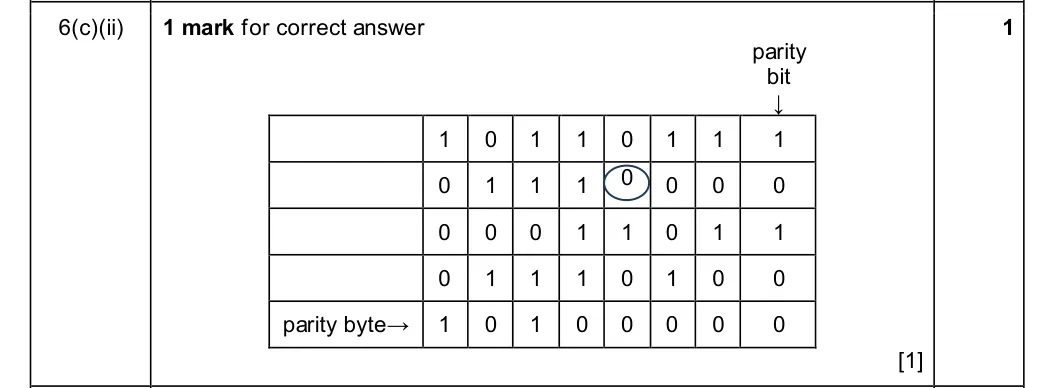 6(c)(ii) 1 mark for correct answer 1
parity
bit
↓
1 0 1 1 0 1 1 1
0 1 1 1 0 0 0 0
0 0 0 1 1 0 1 1
0 1 1 1 0 1 0 0
parity byte→ 1 0 1 0 0 0 0 0
[1]